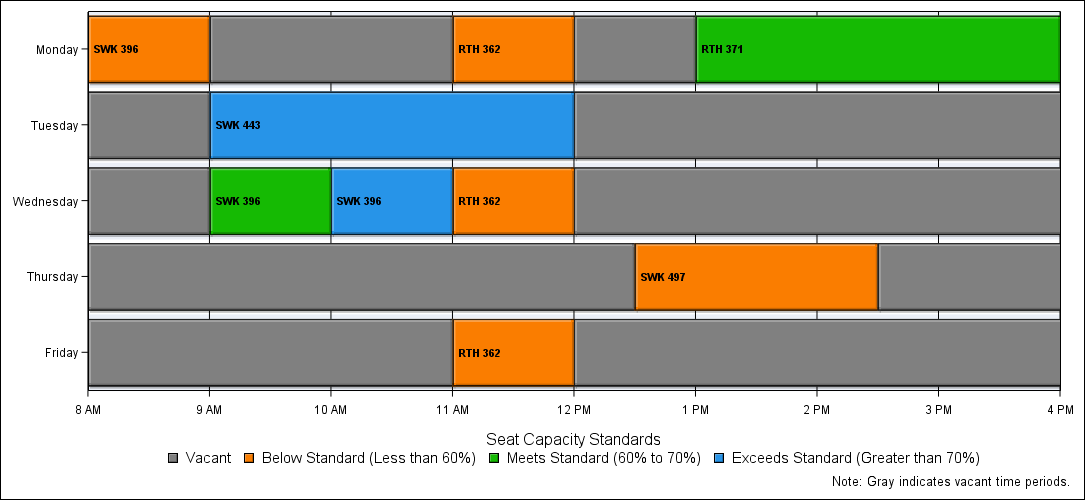 Monday
SWK 396
RTH 362
RTH 371
Tuesday
SWK 443
Wednesday
SWK 396
SWK 396
RTH 362
Thursday
SWK 497
Friday
RTH 362
8 AM 9 AM 10 AM 11 AM 12 PM 1 PM 2 PM 3 PM 4 PM
Seat Capacity Standards
Vacant Below Standard (Less than 60%) Meets Standard (60% to 70%) Exceeds Standard (Greater than 70%)
Note: Gray indicates vacant time periods.